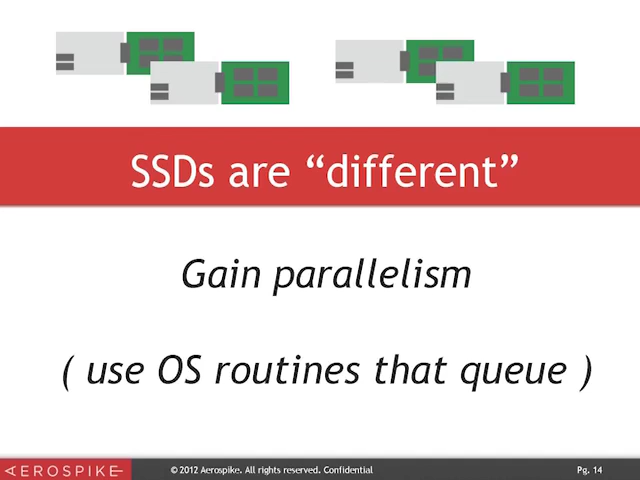 SSDs are “different”
Gain parallelism
( use OS routines that queue )
AEROSPIKE
© 2012 Aerospike. All rights reserved. Confidential
Pg. 14